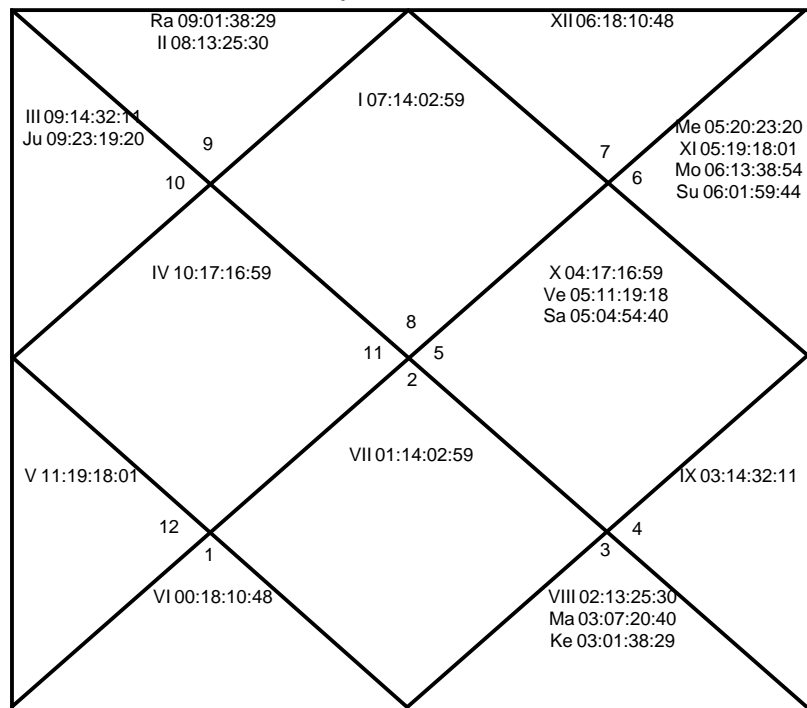 Ra 09:01:38:29
II 08:13:25:30
XII 06:18:10:48
I 07:14:02:59
III 09:14:32:11
Ju 09:23:19:20
Me 05:20:23:20
XI 05:19:18:01
Mo 06:13:38:54
Su 06:01:59:44
9
7
10
6
IV 10:17:16:59
X 04:17:16:59
Ve 05:11:19:18
Sa 05:04:54:40
8
11
5
2
VII 01:14:02:59
V 11:19:18:01
IX 03:14:32:11
12
4
1
3
VI 00:18:10:48
VIII 02:13:25:30
Ma 03:07:20:40
Ke 03:01:38:29